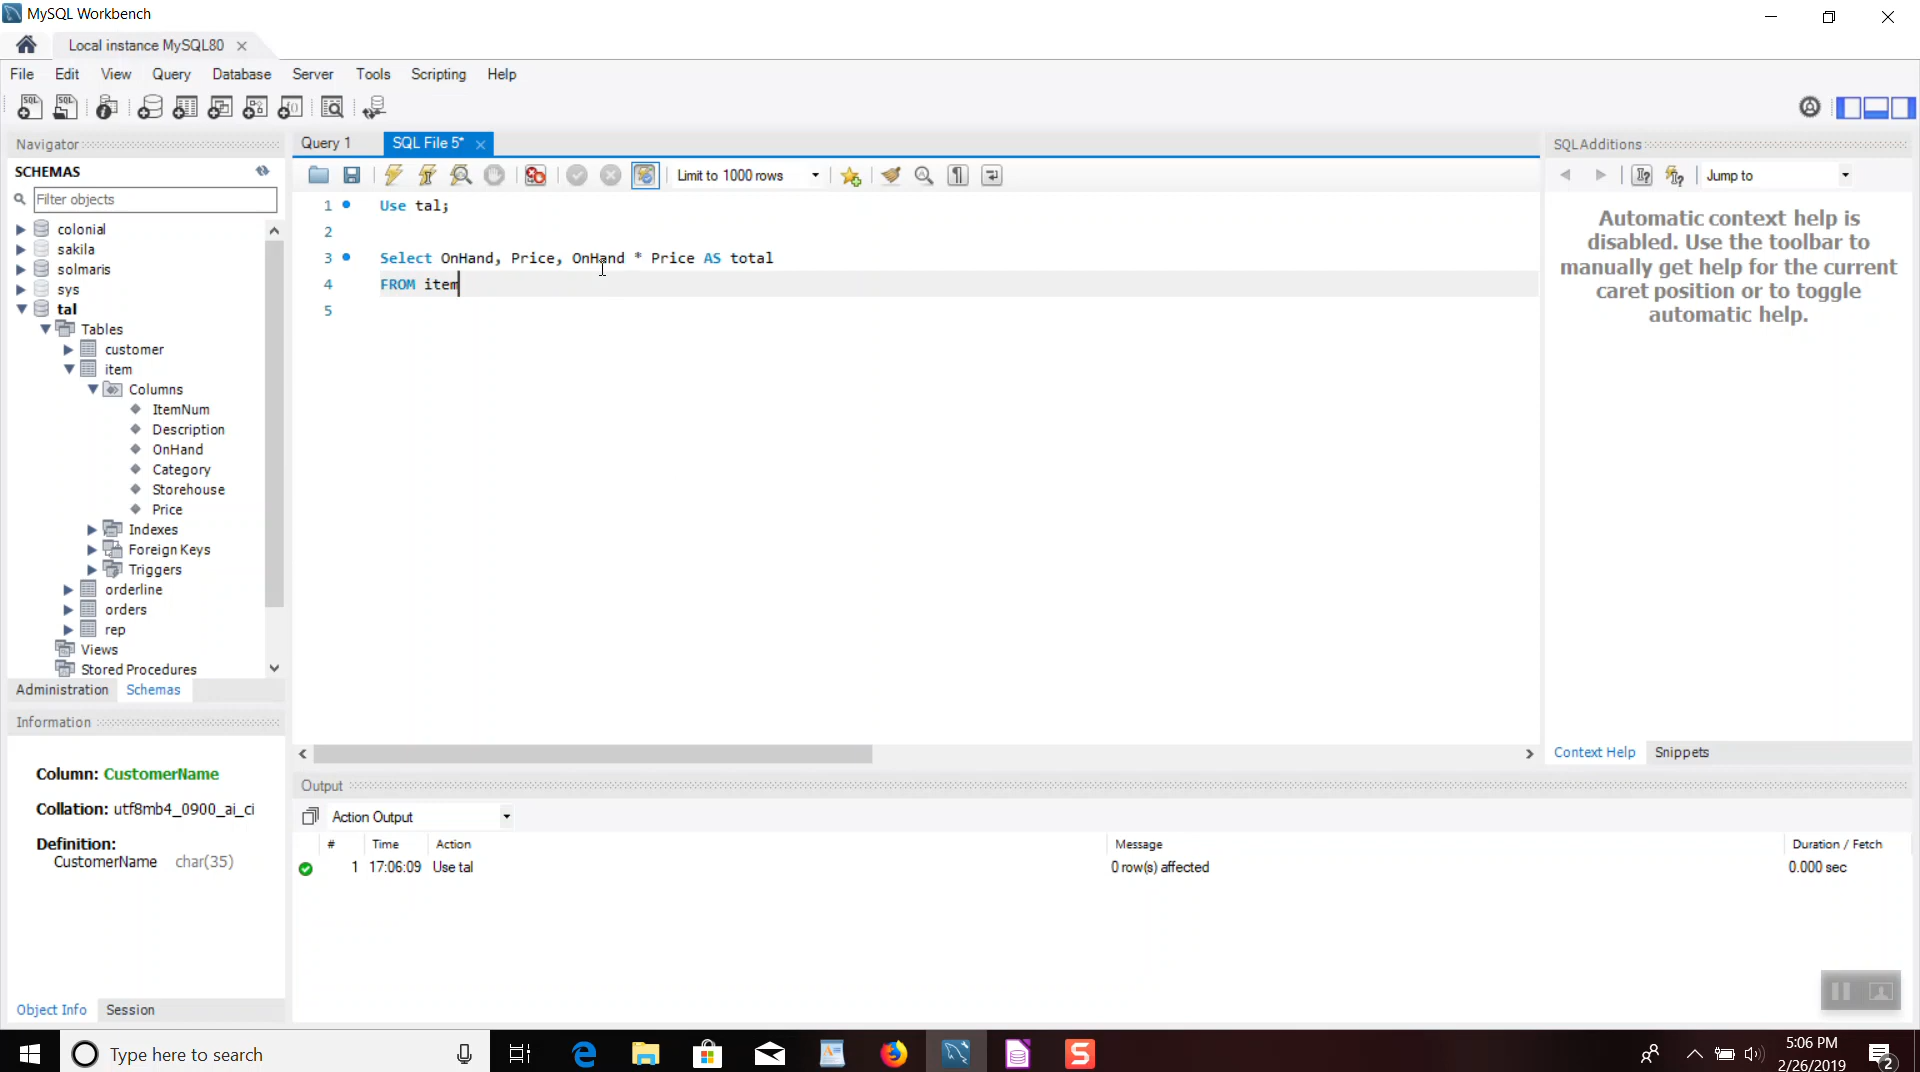 MySQL Workbench
Local instance MySQL80
File Edit View Query Database Server Tools Scripting Help
Navigator
SCHEMAS
Filter objects
colonial
sakila
solmaris
sys
tal
Tables
customer
item
Columns
ItemNum
Description
OnHand
Category
Storehouse
Price
Indexes
Foreign Keys
Triggers
orderline
orders
rep
Views
Stored Procedures
Administration Schemas
Information
Column: CustomerName
Collation: utf8mb4_0900_ai_ci
Definition:
CustomerName char(35)
Object Info Session
Query 1 SQL File 5*
Limit to 1000 rows
1 Use tal;
2
3 Select OnHand, Price, OnHand * Price AS total
4 FROM item
5
SQLAdditions
Jump to
Automatic context help is
disabled. Use the toolbar to
manually get help for the current
caret position or to toggle
automatic help.
Context Help Snippets
Output
Action Output
# Time Action Message Duration / Fetch
1 17:06:09 Use tal 0 row(s) affected 0.000 sec
Type here to search
5:06 PM
2/26/2019
2